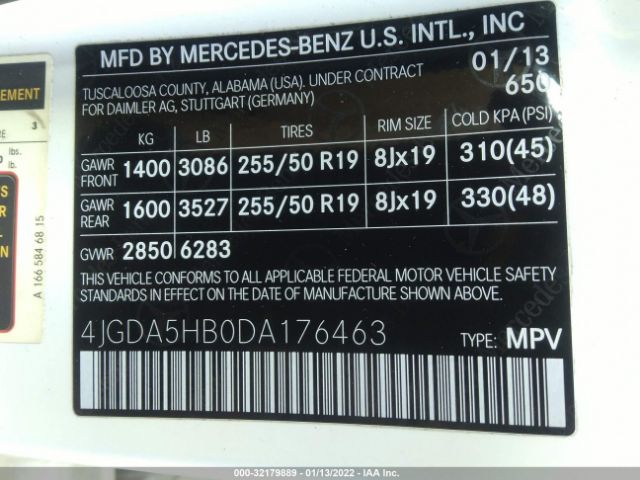 MFD BY MERCEDES-BENZ U.S. INTL., INC
TUSCALOOSA COUNTY, ALABAMA (USA). UNDER CONTRACT 01/13
FOR DAIMLER AG, STUTTGART (GERMANY) 650
KG LB TIRES RIM SIZE COLD KPA (PSI)
GAWR FRONT 1400 3086 255/50 R19 8Jx19 310(45)
GAWR REAR 1600 3527 255/50 R19 8Jx19 330(48)
GVWR 2850 6283
THIS VEHICLE CONFORMS TO ALL APPLICABLE FEDERAL MOTOR VEHICLE SAFETY
STANDARDS IN EFFECT ON THE DATE OF MANUFACTURE SHOWN ABOVE.
4JGDA5HB0DA176463 TYPE: MPV
EMENT
3
lbs.
lb.
A 166 584 68 15
000-32179889 - 01/13/2022 - IAA Inc.